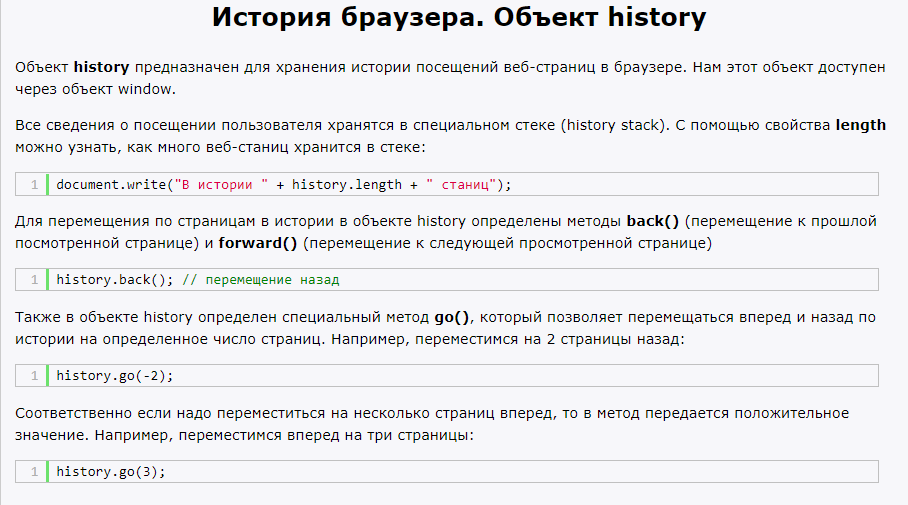 История браузера. Объект history
Объект history предназначен для хранения истории посещений веб-страниц в браузере. Нам этот объект доступен
через объект window.
Все сведения о посещении пользователя хранятся в специальном стеке (history stack). С помощью свойства length
можно узнать, как много веб-станиц хранится в стеке:
1 document.write("В истории " + history.length + " станиц");
Для перемещения по страницам в истории в объекте history определены методы back() (перемещение к прошлой
посмотренной странице) и forward() (перемещение к следующей просмотренной странице)
1 history.back(); // перемещение назад
Также в объекте history определен специальный метод go(), который позволяет перемещаться вперед и назад по
истории на определенное число страниц. Например, переместимся на 2 страницы назад:
1 history.go(-2);
Соответственно если надо переместиться на несколько страниц вперед, то в метод передается положительное
значение. Например, переместимся вперед на три страницы:
1 history.go(3);